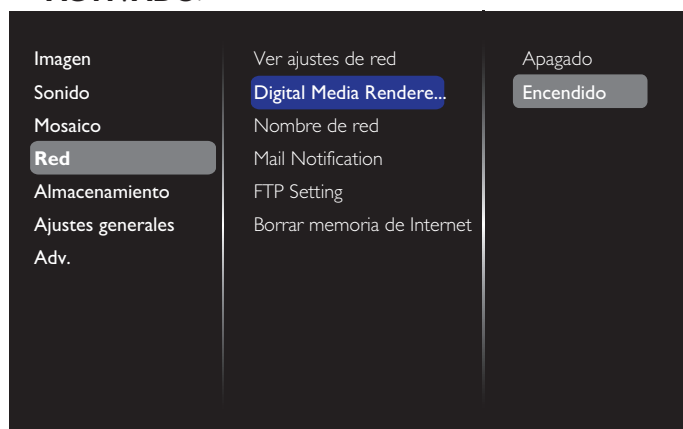 Imagen
Sonido
Mosaico
Red
Almacenamiento
Ajustes generales
Adv.
Ver ajustes de red
Digital Media Rendere...
Nombre de red
Mail Notification
FTP Setting
Borrar memoria de Internet
Apagado
Encendido